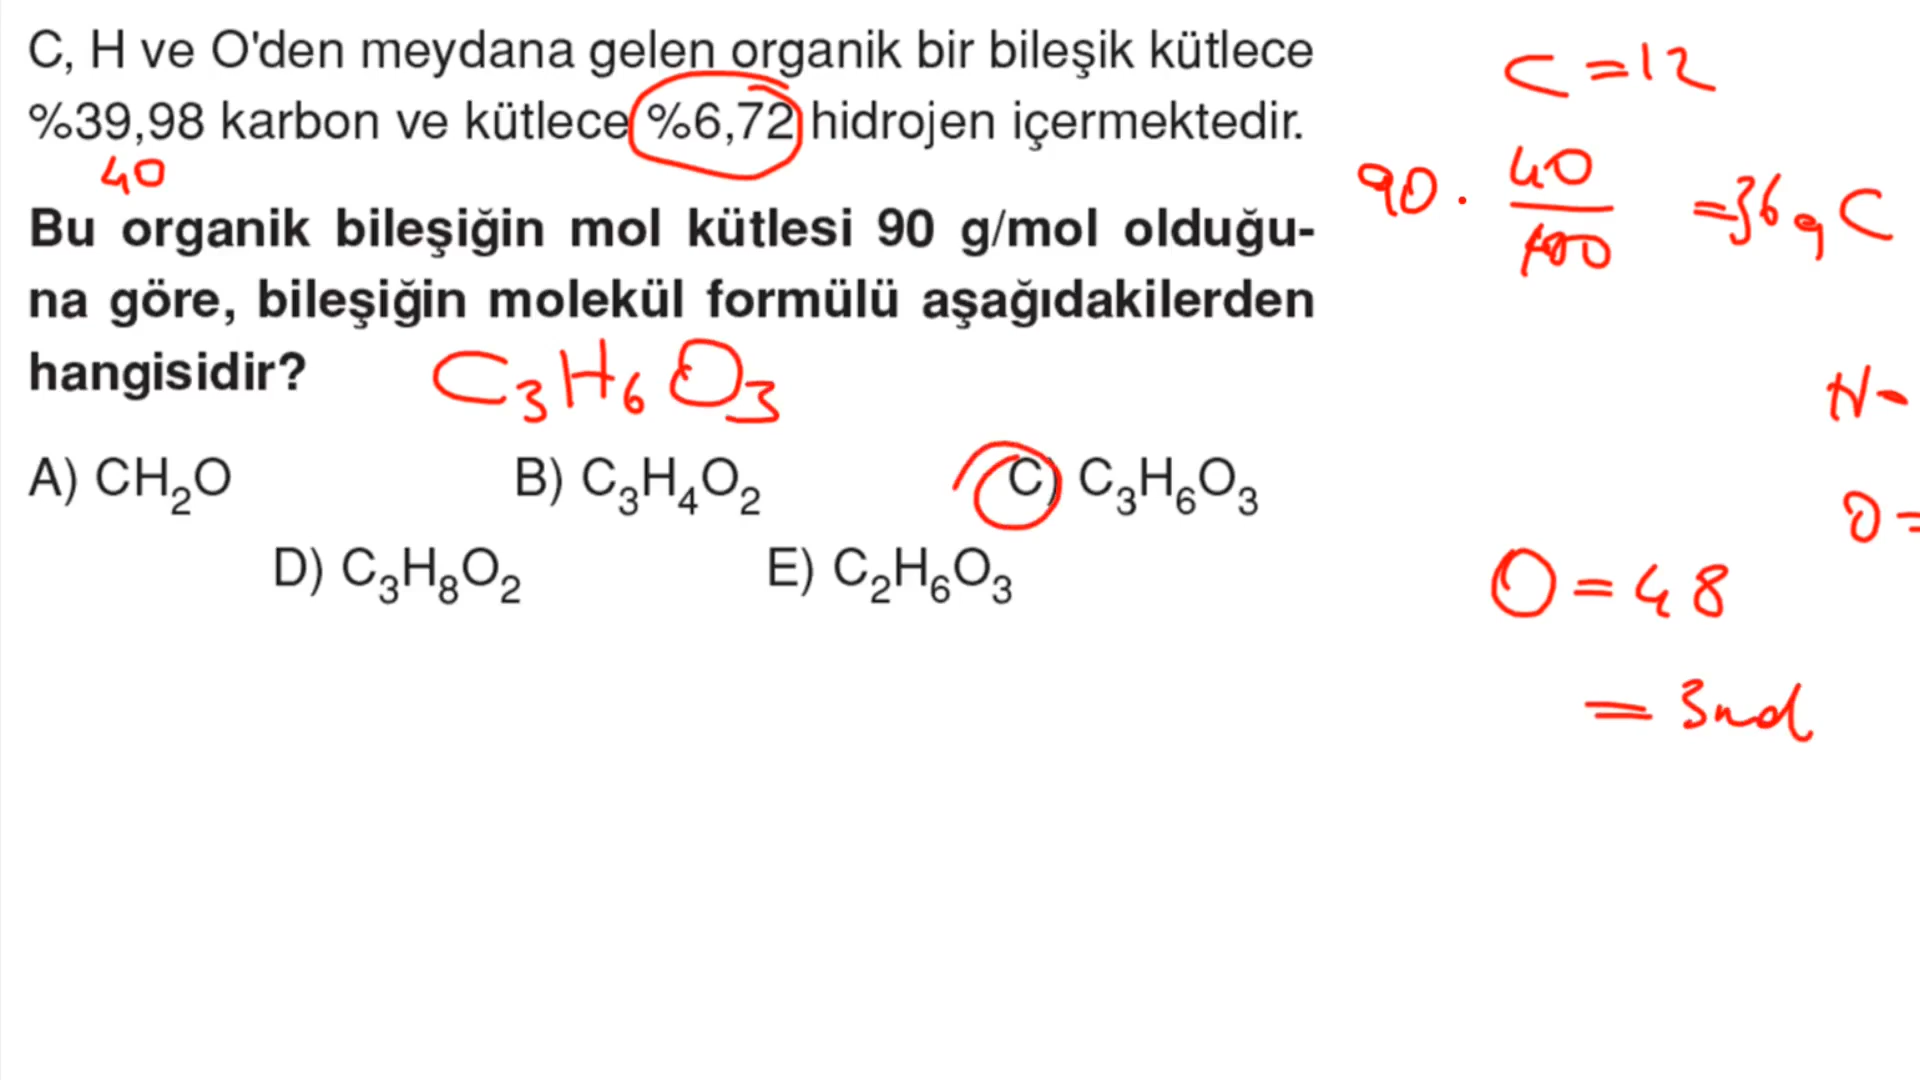 C, H ve O'den meydana gelen organik bir bileşik kütlece
%39,98 karbon ve kütlece %6,72 hidrojen içermektedir.
40
Bu organik bileşiğin mol kütlesi 90 g/mol olduğu-
na göre, bileşiğin molekül formülü aşağıdakilerden
hangisidir?
C₃H₆O₃
A) CH₂O B) C₃H₄O₂ C) C₃H₆O₃
D) C₃H₈O₂ E) C₂H₆O₃
C=12
90 · 40/100 =36g C
H=
O=
O=48
=3mol